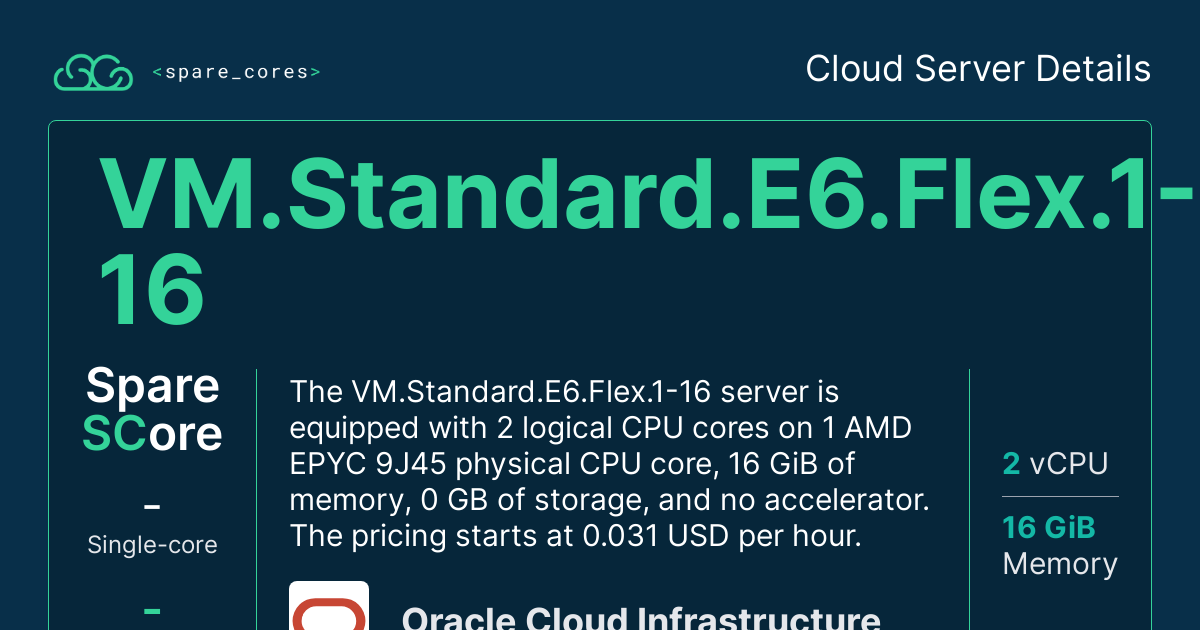 <spare_cores>
Cloud Server Details
VM.Standard.E6.Flex.1-
16
Spare
SCore
–
Single-core
–
The VM.Standard.E6.Flex.1-16 server is
equipped with 2 logical CPU cores on 1 AMD
EPYC 9J45 physical CPU core, 16 GiB of
memory, 0 GB of storage, and no accelerator.
The pricing starts at 0.031 USD per hour.
Oracle Cloud Infrastructure
2 vCPU
16 GiB
Memory